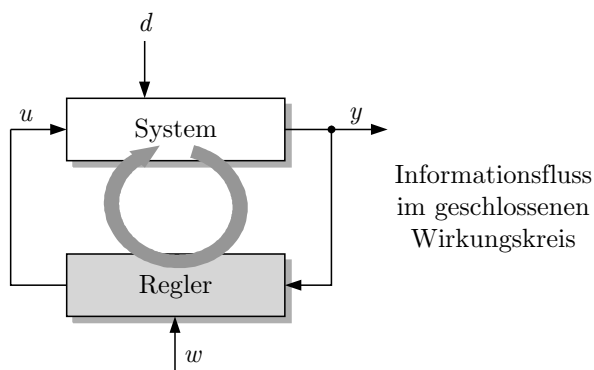 d
u
System
y
Informationsfluss
im geschlossenen
Wirkungskreis
Regler
w